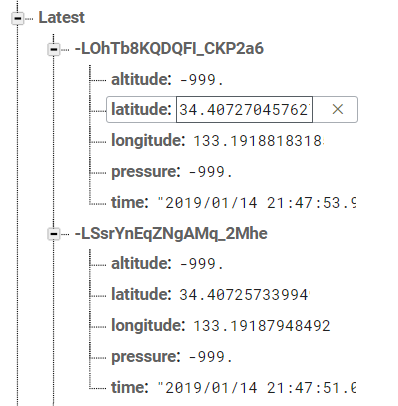 Latest
-LOhTb8KQDQFI_CKP2a6
altitude: -999.
latitude: 34.40727045762
longitude: 133.1918818318
pressure: -999.
time: "2019/01/14 21:47:53.9
-LSsrYnEqZNgAMq_2Mhe
altitude: -999.
latitude: 34.40725733994
longitude: 133.19187948492
pressure: -999.
time: "2019/01/14 21:47:51.0